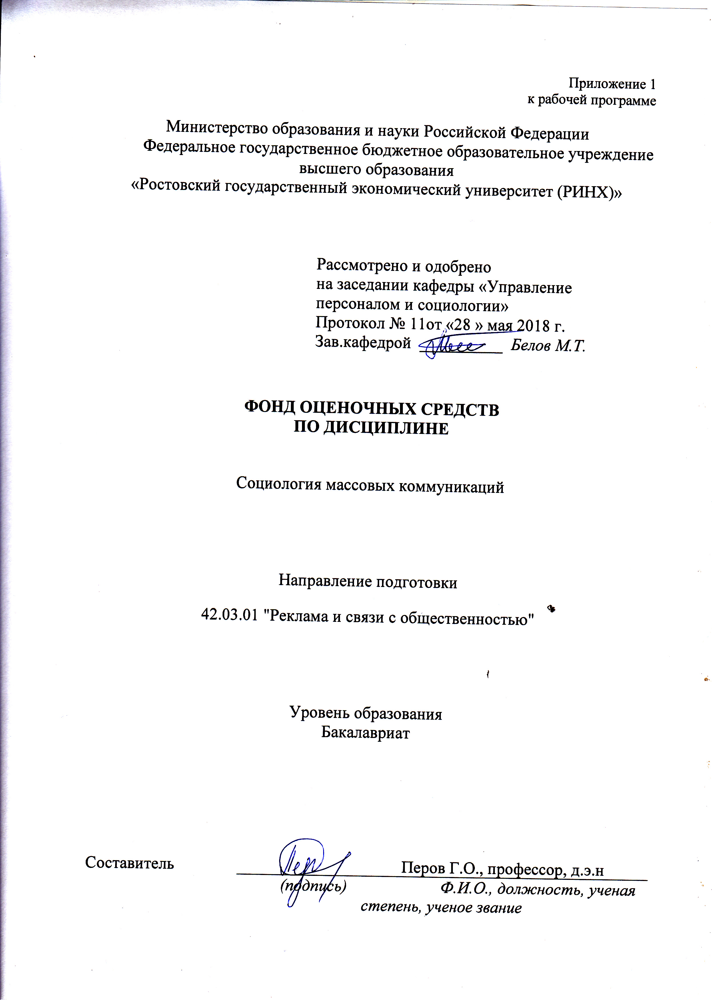 Приложение 1
к рабочей программе
Министерство образования и науки Российской Федерации
Федеральное государственное бюджетное образовательное учреждение
высшего образования
«Ростовский государственный экономический университет (РИНХ)»
Рассмотрено и одобрено
на заседании кафедры «Управление
персоналом и социологии»
Протокол № 11от «28 » мая 2018 г.
Зав.кафедрой Белов М.Т.
ФОНД ОЦЕНОЧНЫХ СРЕДСТВ
ПО ДИСЦИПЛИНЕ
Социология массовых коммуникаций
Направление подготовки
42.03.01 "Реклама и связи с общественностью"
Уровень образования
Бакалавриат
Составитель Перов Г.О., профессор, д.э.н
(подпись) Ф.И.О., должность, ученая
степень, ученое звание